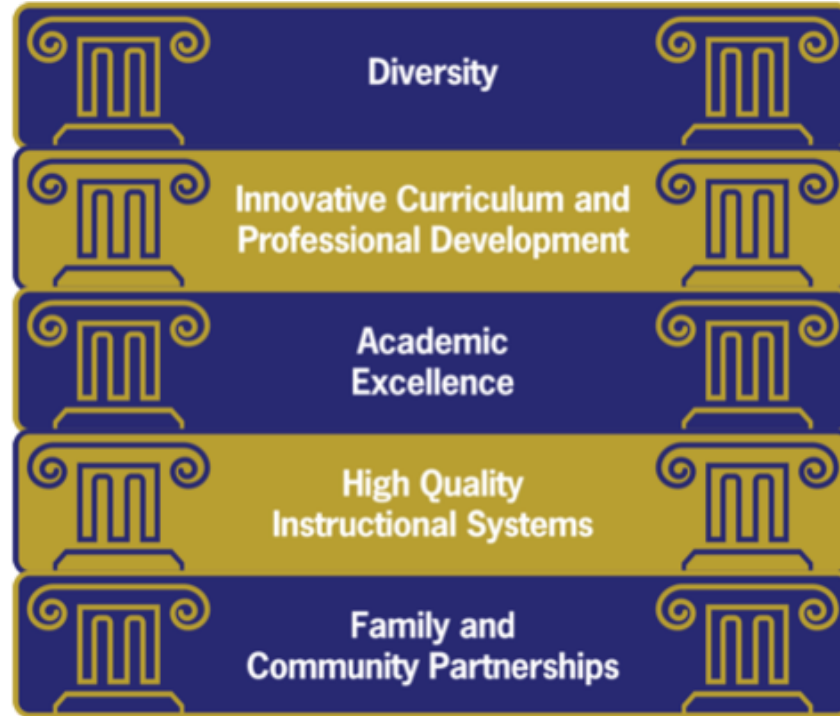 Diversity
Innovative Curriculum and
Professional Development
Academic
Excellence
High Quality
Instructional Systems
Family and
Community Partnerships